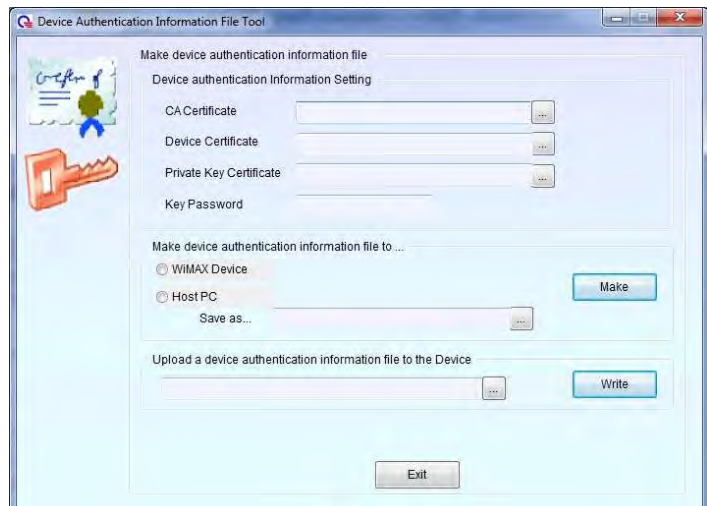 Device Authentication Information File Tool
Make device authentication information file
Device authentication Information Setting
CA Certificate
...
Device Certificate
...
Private Key Certificate
...
Key Password
Make device authentication information file to ...
WiMAX Device
Make
Host PC
Save as...
...
Upload a device authentication information file to the Device
...
Write
Exit